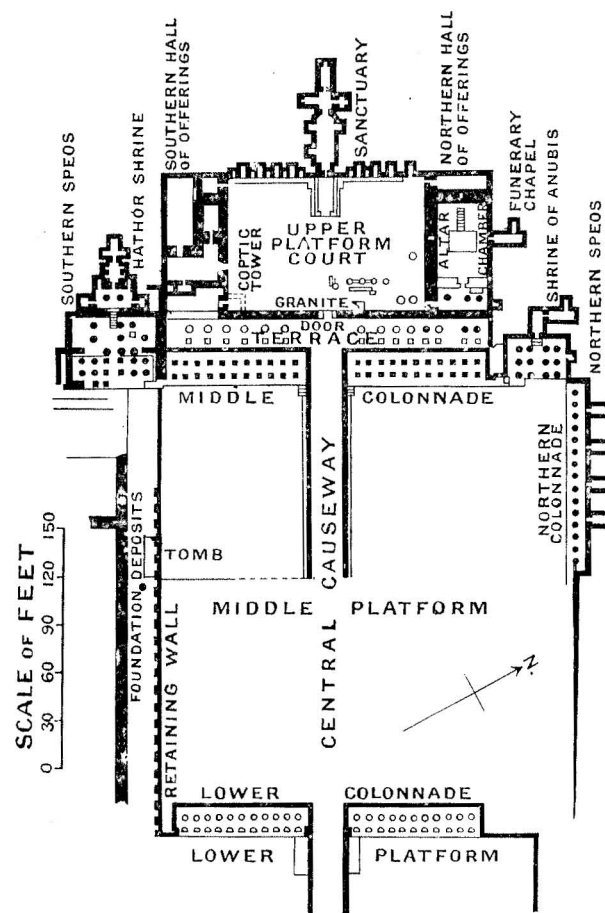 SOUTHERN SPEOS
HATHÓR SHRINE
SOUTHERN HALL
OF OFFERINGS
SANCTUARY
NORTHERN HALL
OF OFFERINGS
FUNERARY
CHAPEL
SHRINE OF ANUBIS
NORTHERN SPEOS
UPPER
PLATFORM
COURT
COPTIC
TOWER
ALTAR
CHAMBER
GRANITE
DOOR
TERRACE
MIDDLE COLONNADE
NORTHERN
COLONNADE
SCALE OF FEET
0 30 60 90 120 150
FOUNDATION DEPOSITS
TOMB
RETAINING WALL
CENTRAL CAUSEWAY
MIDDLE PLATFORM
N.
LOWER COLONNADE
LOWER PLATFORM